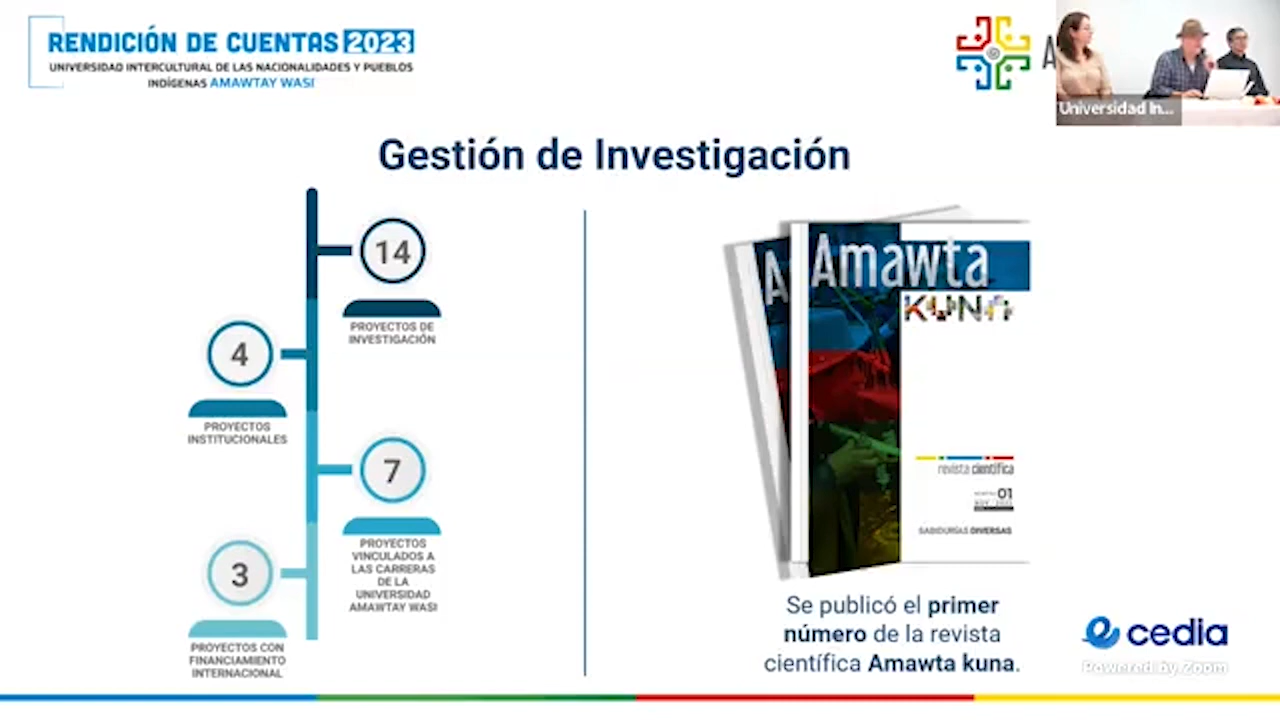 RENDICIÓN DE CUENTAS 2023
UNIVERSIDAD INTERCULTURAL DE LAS NACIONALIDADES Y PUEBLOS
INDÍGENAS AMAWTAY WASI
Universidad In...
Gestión de Investigación
14
PROYECTOS DE
INVESTIGACIÓN
4
PROYECTOS
INSTITUCIONALES
7
PROYECTOS
VINCULADOS A
LAS CARRERAS
DE LA
UNIVERSIDAD
AMAWTAY WASI
3
PROYECTOS CON
FINANCIAMIENTO
INTERNACIONAL
Amawta
KUNA
revista científica
01
SABIDURÍAS DIVERSAS
Se publicó el primer
número de la revista
científica Amawta kuna.
cedia
Powered by Zoom